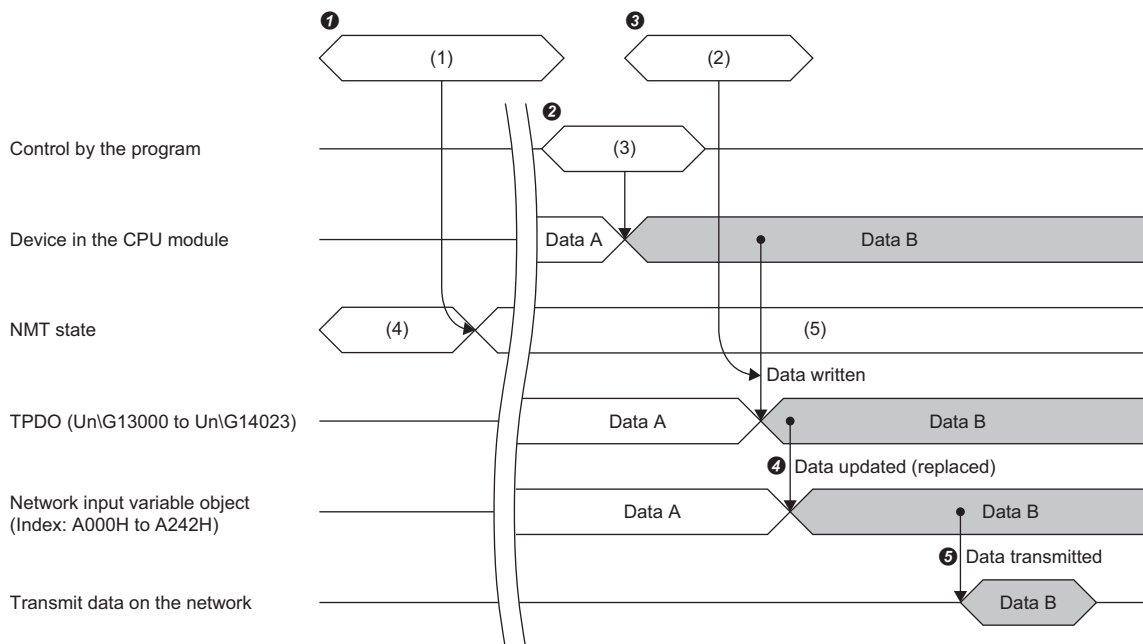 ❶
❸
(1)
(2)
❷
Control by the program
(3)
Device in the CPU module
Data A
Data B
NMT state
(4)
(5)
Data written
TPDO (Un\G13000 to Un\G14023)
Data A
Data B
❹ Data updated (replaced)
Network input variable object
(Index: A000H to A242H)
Data A
Data B
❺ Data transmitted
Transmit data on the network
Data B